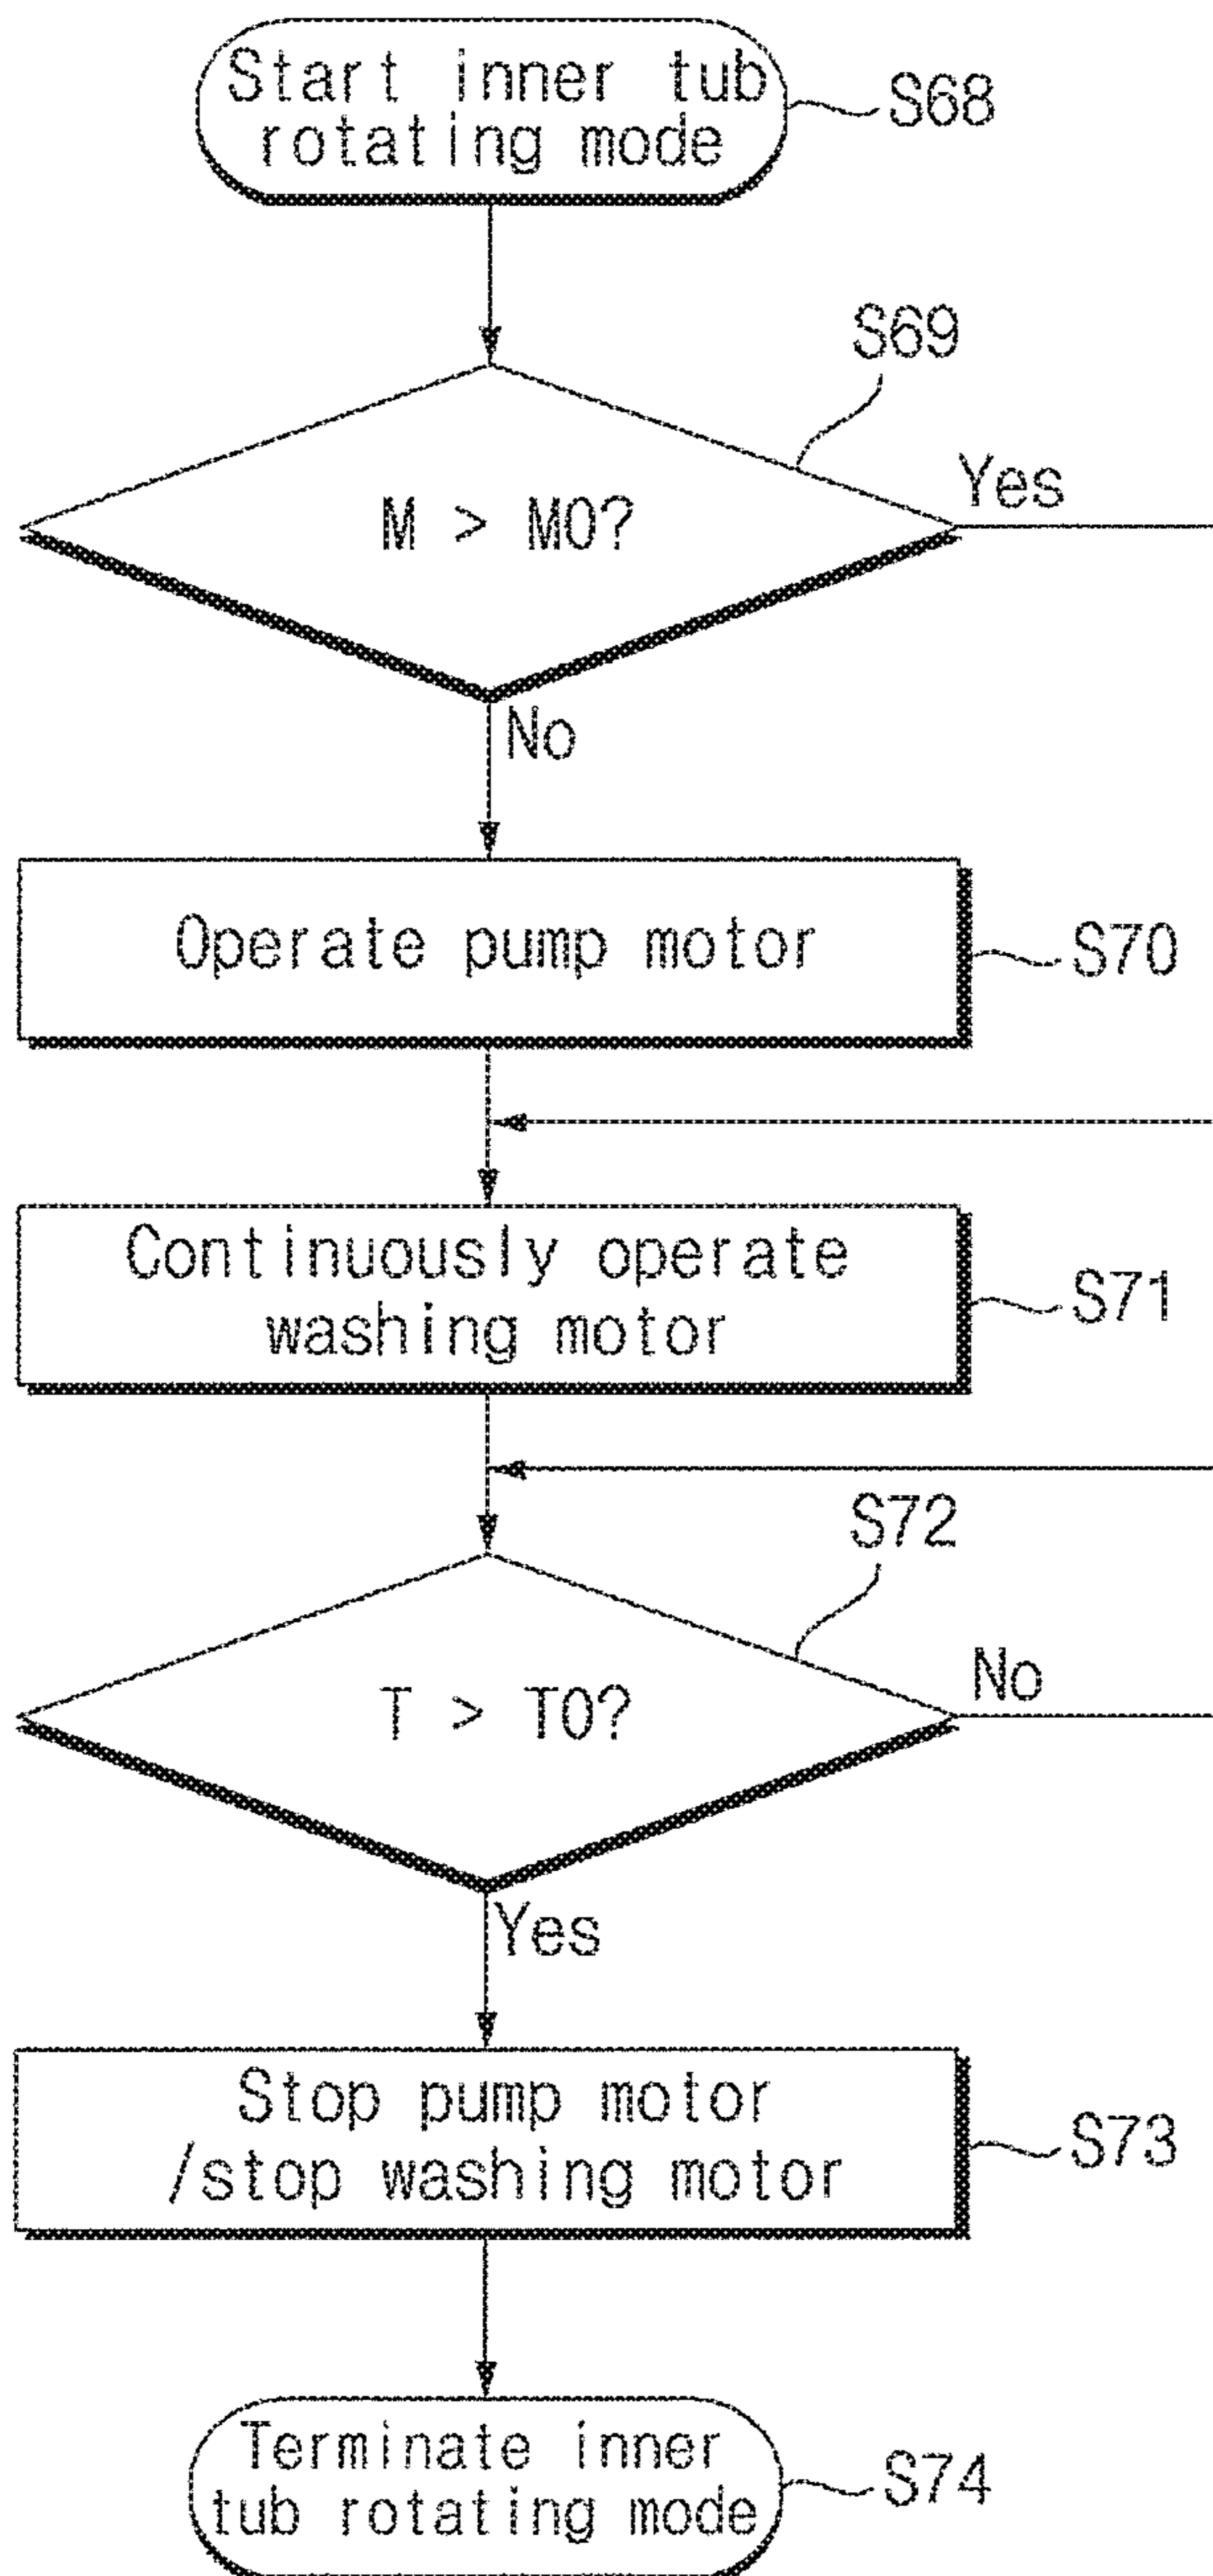 Start inner tub
rotating mode
S68
S69
M > M0?
Yes
No
Operate pump motor
S70
Continuously operate
washing motor
S71
S72
T > T0?
No
Yes
Stop pump motor
/stop washing motor
S73
Terminate inner
tub rotating mode
S74